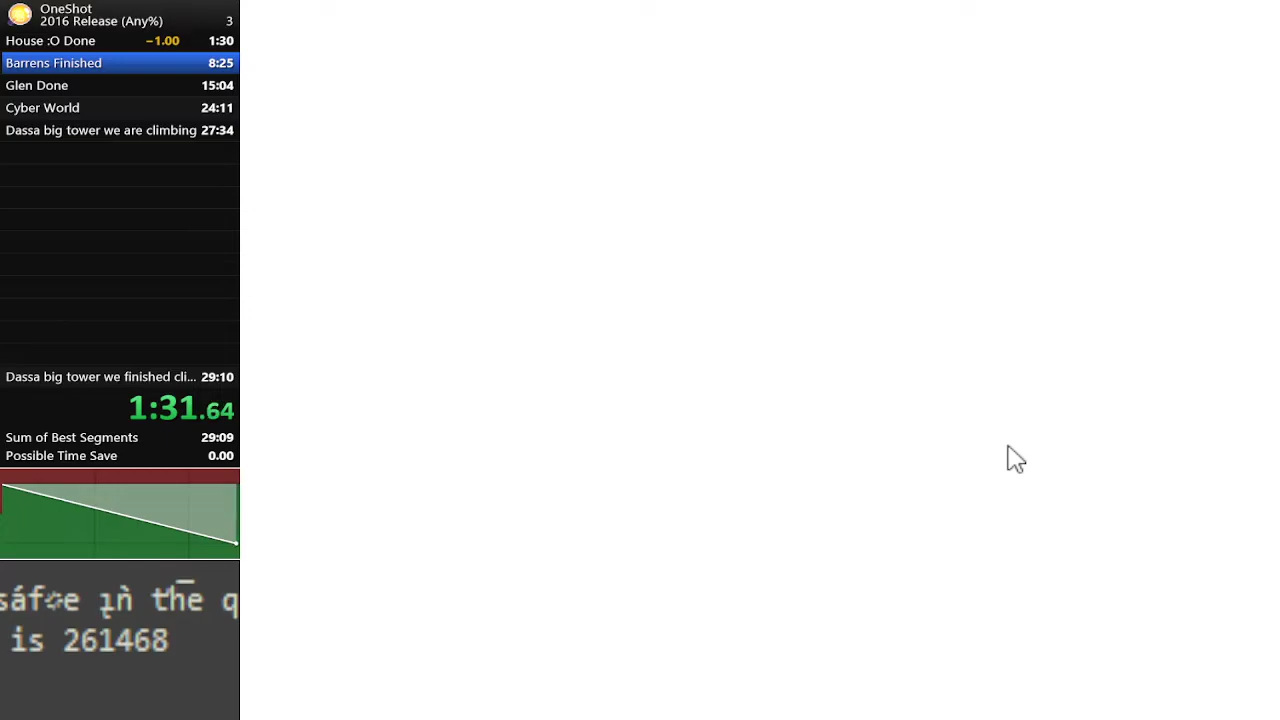 OneShot
2016 Release (Any%) 3
House :O Done −1.00 1:30
Barrens Finished 8:25
Glen Done 15:04
Cyber World 24:11
Dassa big tower we are climbing 27:34
Dassa big tower we finished cli... 29:10
1:31.64
Sum of Best Segments 29:09
Possible Time Save 0.00
is 261468